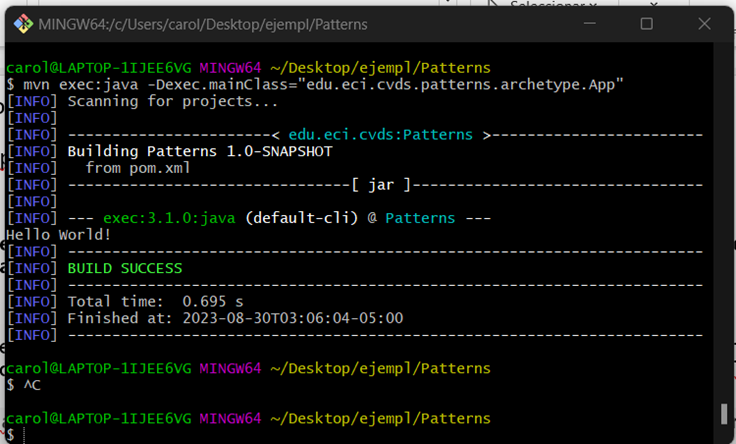 Seleccionar
MINGW64:/c/Users/carol/Desktop/ejempl/Patterns
carol@LAPTOP-1IJEE6VG MINGW64 ~/Desktop/ejempl/Patterns
$ mvn exec:java -Dexec.mainClass="edu.eci.cvds.patterns.archetype.App"
[INFO] Scanning for projects...
[INFO]
[INFO] -----------------------< edu.eci.cvds:Patterns >------------------------
[INFO] Building Patterns 1.0-SNAPSHOT
[INFO]   from pom.xml
[INFO] --------------------------------[ jar ]---------------------------------
[INFO]
[INFO] --- exec:3.1.0:java (default-cli) @ Patterns ---
Hello World!
[INFO] ------------------------------------------------------------------------
[INFO] BUILD SUCCESS
[INFO] ------------------------------------------------------------------------
[INFO] Total time:  0.695 s
[INFO] Finished at: 2023-08-30T03:06:04-05:00
[INFO] ------------------------------------------------------------------------
carol@LAPTOP-1IJEE6VG MINGW64 ~/Desktop/ejempl/Patterns
$ ^C
carol@LAPTOP-1IJEE6VG MINGW64 ~/Desktop/ejempl/Patterns
$